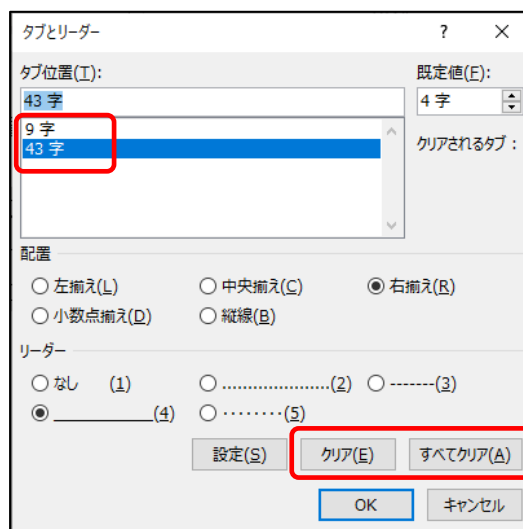 タブとリーダー ?
タブ位置(T): 既定値(F):
43 字 4 字
9 字
43 字 クリアされるタブ:
配置
左揃え(L) 中央揃え(C) 右揃え(R)
小数点揃え(D) 縦線(B)
リーダー
なし (1) .....................(2) -------(3)
___________(4) ········(5)
設定(S) クリア(E) すべてクリア(A)
OK キャンセル